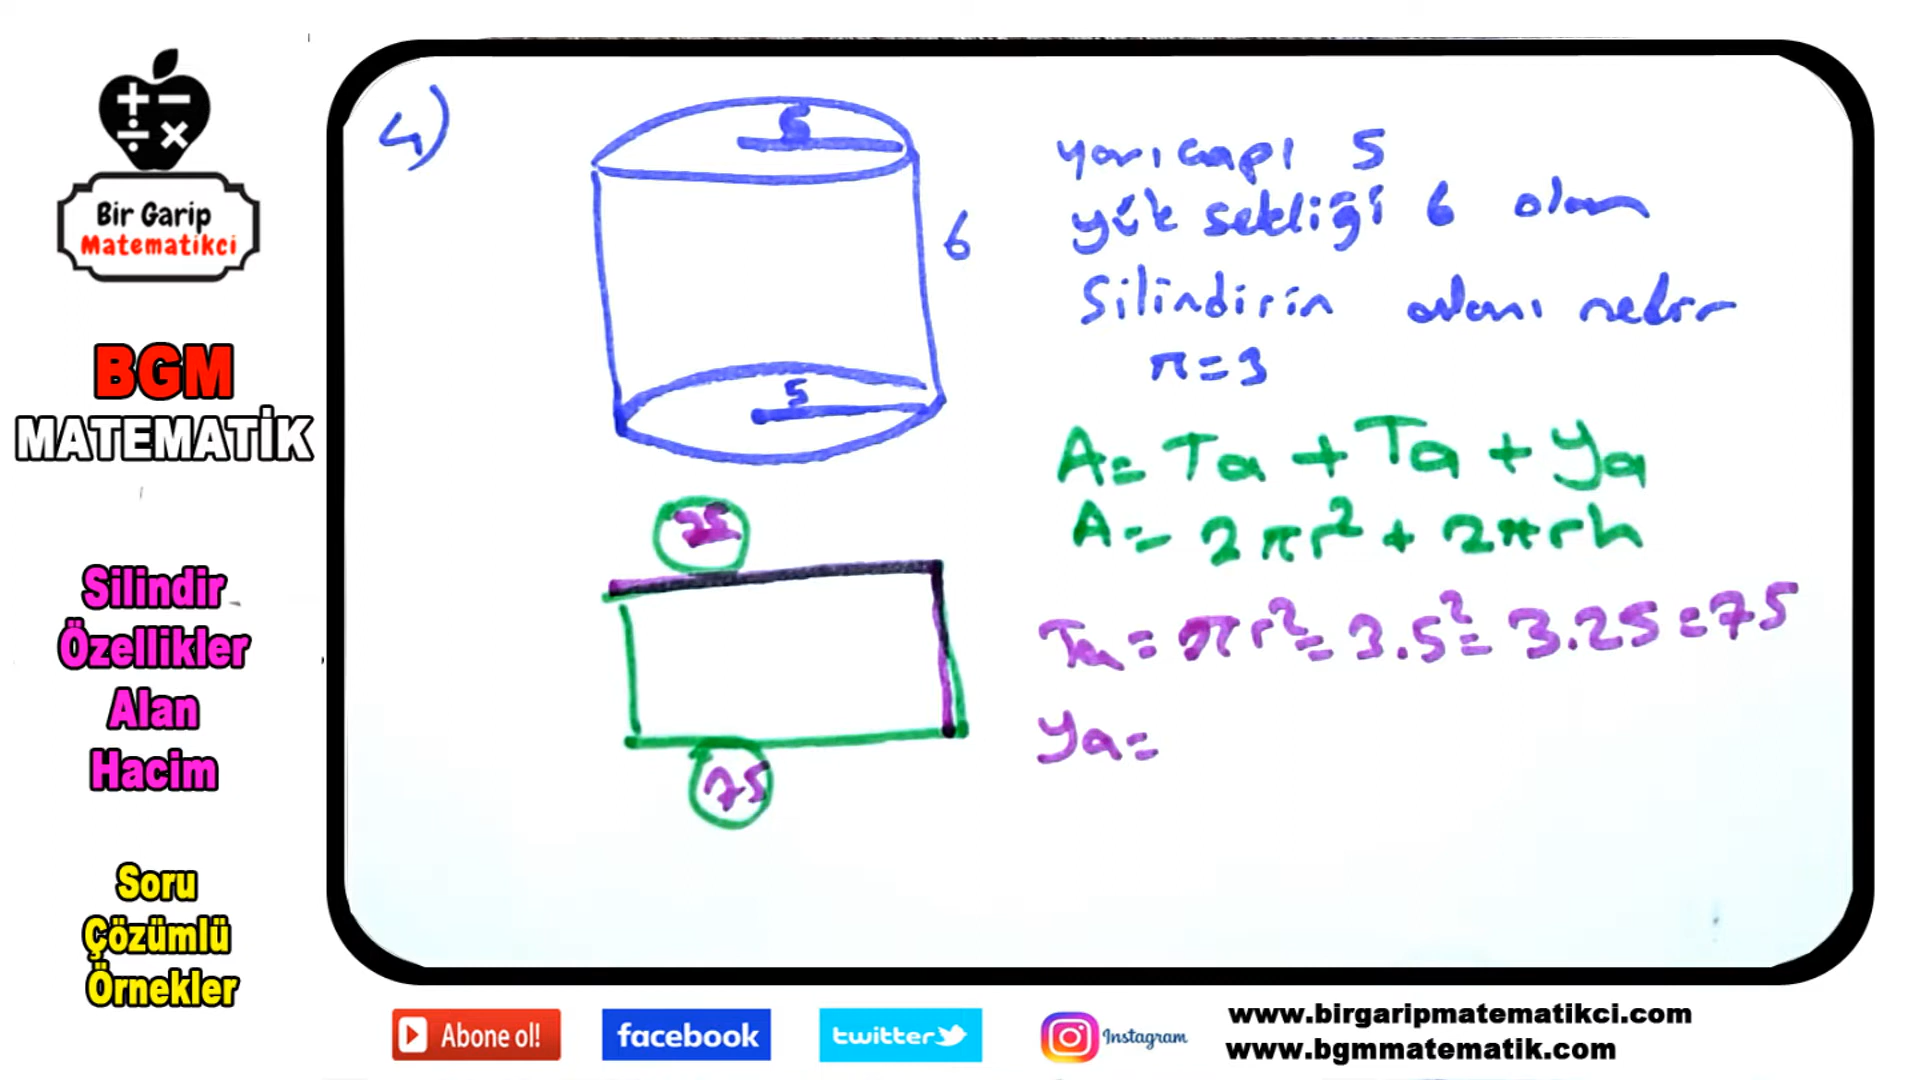 Bir Garip
Matematikci
BGM
MATEMATİK
Silindir
Özellikler
Alan
Hacim
Soru
Çözümlü
Örnekler
4)
5
6
5
yarıçapı 5
yüksekliği 6 olan
Silindirin alanı nedir
π=3
A= Ta + Ta + Ya
A= 2πr² + 2πrh
75
Ta = πr² = 3.5² = 3.25 = 75
Ya =
75
Abone ol!
facebook
twitter
Instagram
www.birgaripmatematikci.com
www.bgmmatematik.com